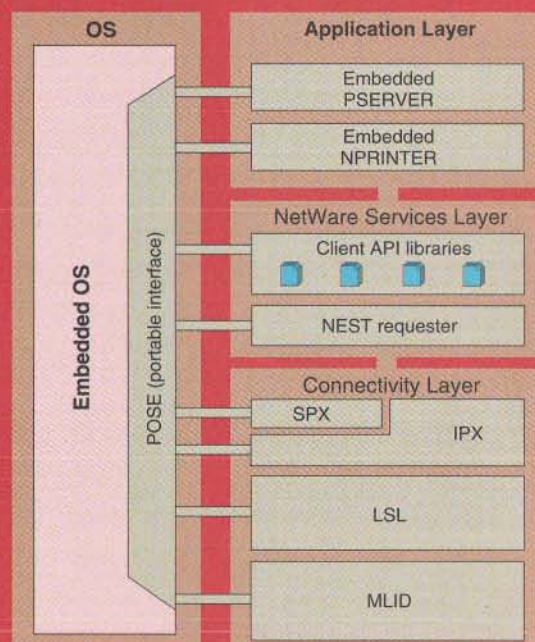 OS
Embedded OS
POSE (portable interface)
Application Layer
Embedded
PSERVER
Embedded
NPRINTER
NetWare Services Layer
Client API libraries
NEST requester
Connectivity Layer
SPX
IPX
LSL
MLID